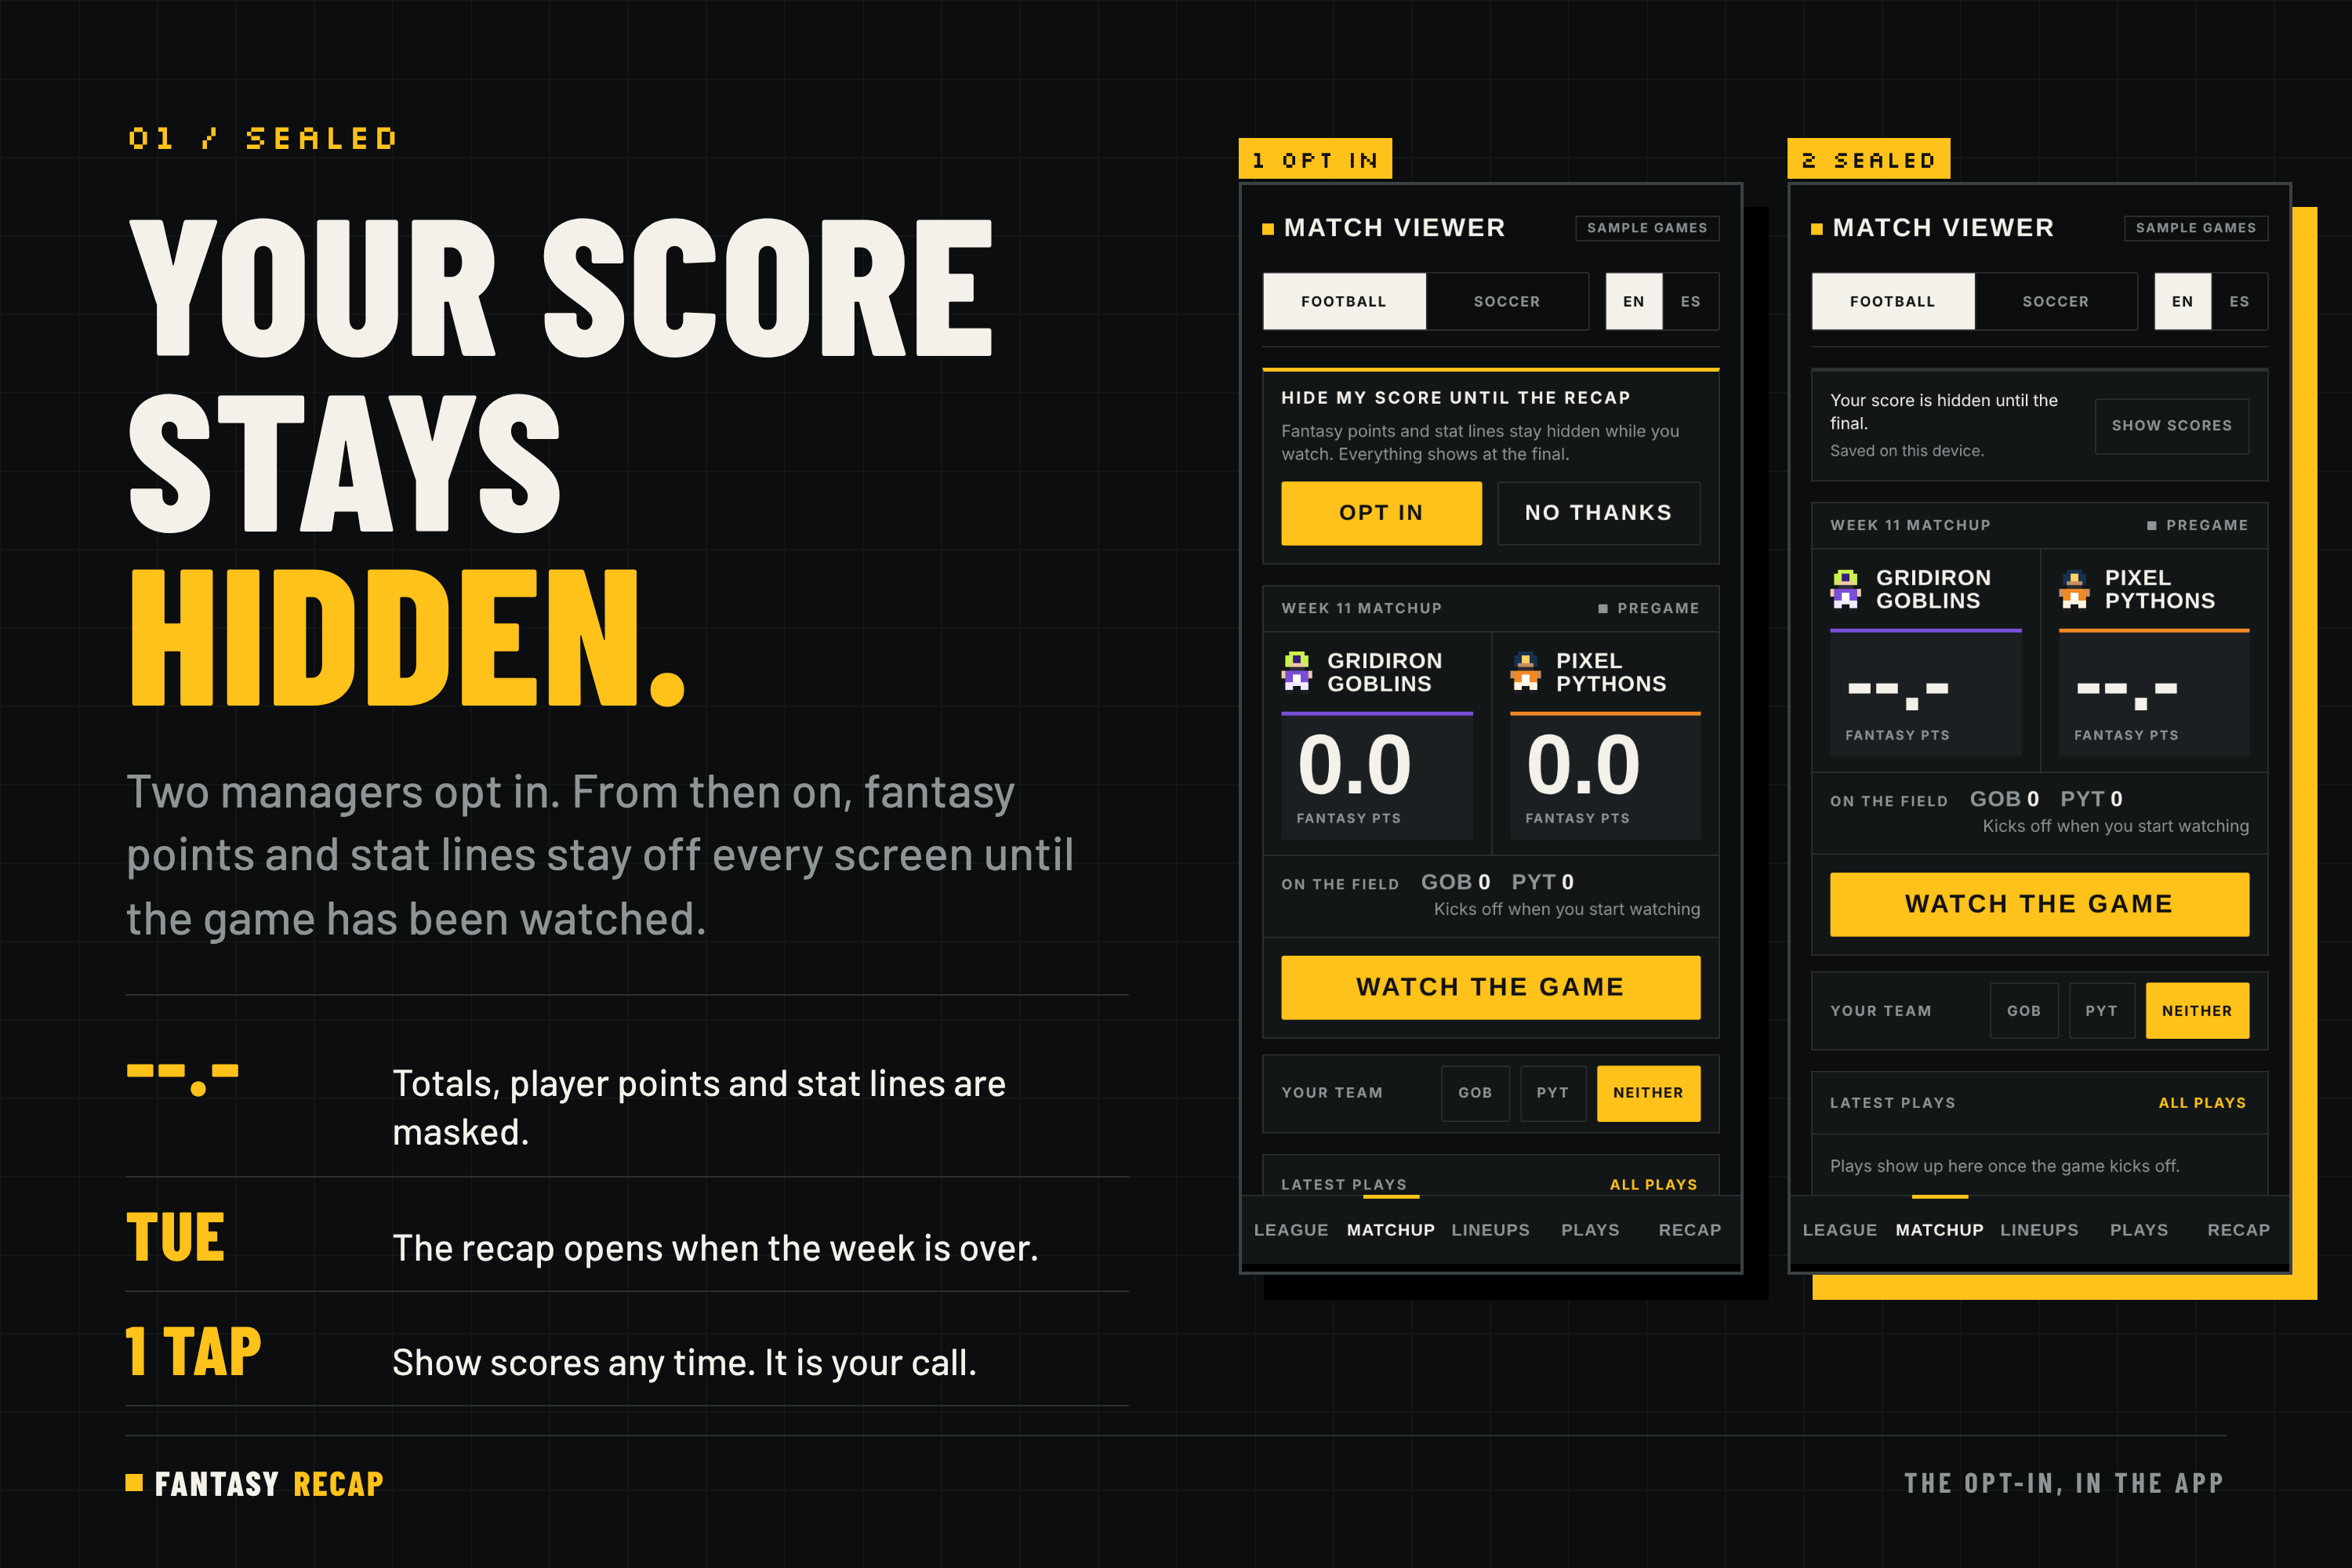 01 / SEALED
YOUR SCORE
STAYS
HIDDEN.
Two managers opt in. From then on, fantasy
points and stat lines stay off every screen until
the game has been watched.
--.-
Totals, player points and stat lines are
masked.
TUE
The recap opens when the week is over.
1 TAP
Show scores any time. It is your call.
1 OPT IN
MATCH VIEWER
SAMPLE GAMES
FOOTBALL SOCCER EN ES
HIDE MY SCORE UNTIL THE RECAP
Fantasy points and stat lines stay hidden while you
watch. Everything shows at the final.
OPT IN NO THANKS
WEEK 11 MATCHUP PREGAME
GRIDIRON
GOBLINS
PIXEL
PYTHONS
0.0 0.0
FANTASY PTS FANTASY PTS
ON THE FIELD GOB 0 PYT 0
Kicks off when you start watching
WATCH THE GAME
YOUR TEAM GOB PYT NEITHER
LATEST PLAYS ALL PLAYS
LEAGUE MATCHUP LINEUPS PLAYS RECAP
2 SEALED
MATCH VIEWER
SAMPLE GAMES
FOOTBALL SOCCER EN ES
Your score is hidden until the
final.
Saved on this device.
SHOW SCORES
WEEK 11 MATCHUP PREGAME
GRIDIRON
GOBLINS
PIXEL
PYTHONS
--.- --.-
FANTASY PTS FANTASY PTS
ON THE FIELD GOB 0 PYT 0
Kicks off when you start watching
WATCH THE GAME
YOUR TEAM GOB PYT NEITHER
LATEST PLAYS ALL PLAYS
Plays show up here once the game kicks off.
LEAGUE MATCHUP LINEUPS PLAYS RECAP
FANTASY RECAP
THE OPT-IN, IN THE APP